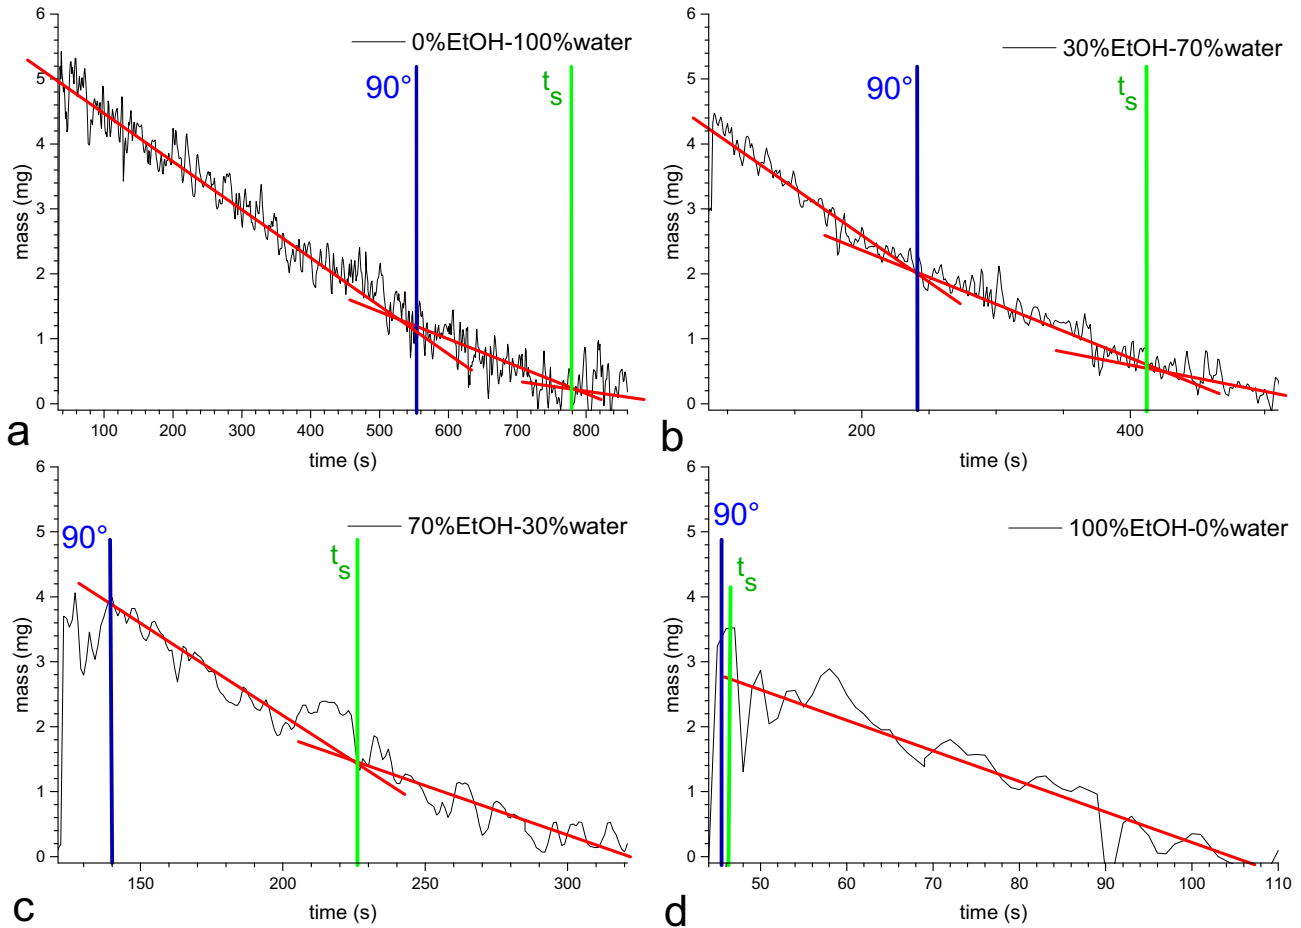 6
5
4
3
2
1
0
mass (mg)
0%EtOH-100%water
90°
ts
100 200 300 400 500 600 700 800
time (s)
a
6
5
4
3
2
1
0
mass (mg)
30%EtOH-70%water
90°
ts
200 400
time (s)
b
6
5
4
3
2
1
0
mass (mg)
70%EtOH-30%water
90°
ts
150 200 250 300
time (s)
c
6
5
4
3
2
1
0
mass (mg)
100%EtOH-0%water
90°
ts
50 60 70 80 90 100 110
time (s)
d